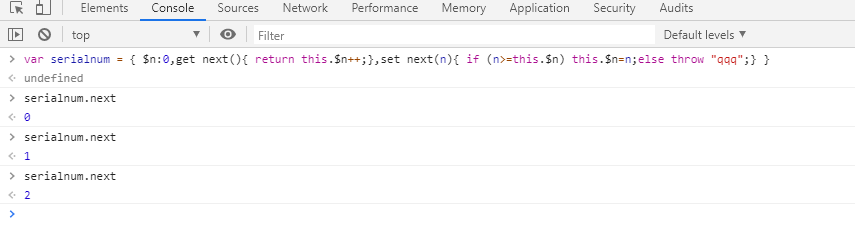 Elements Console Sources Network Performance Memory Application Security Audits
top ▼ Filter Default levels ▼
> var serialnum = { $n:0,get next(){ return this.$n++;},set next(n){ if (n>=this.$n) this.$n=n;else throw "qqq";} }
undefined
> serialnum.next
0
> serialnum.next
1
> serialnum.next
2
>